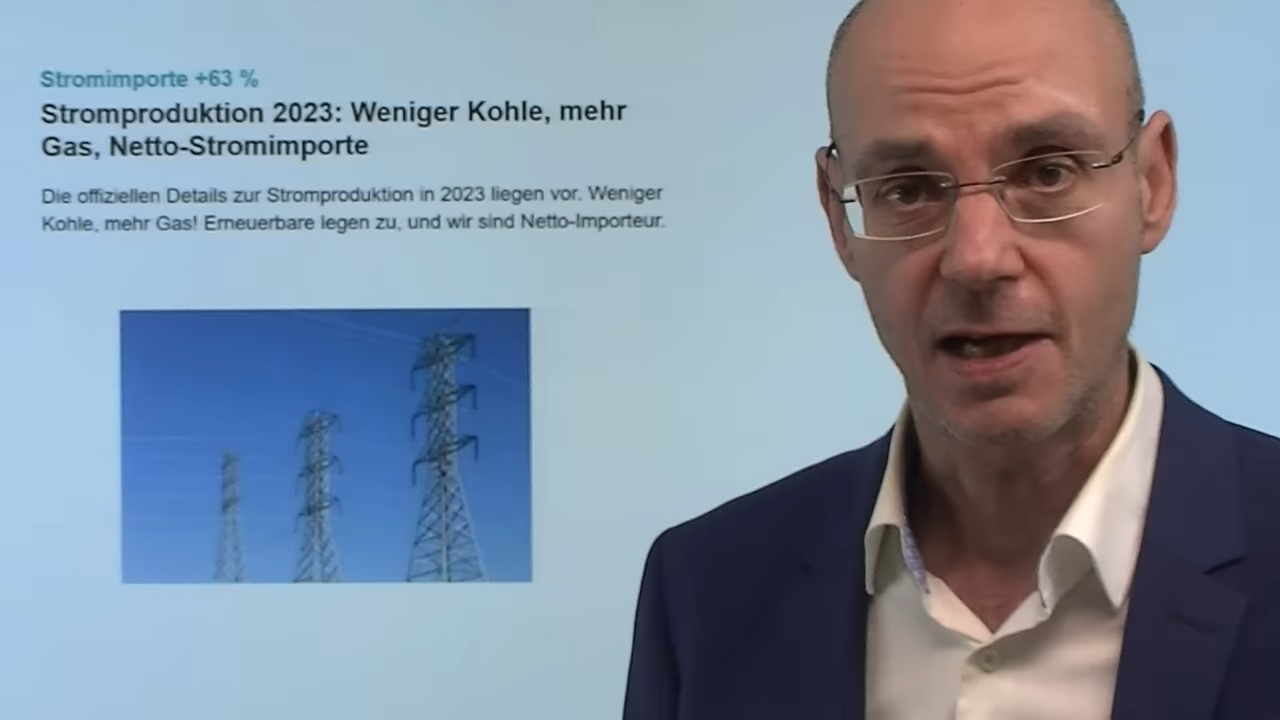 Stromimporte +63 %
Stromproduktion 2023: Weniger Kohle, mehr
Gas, Netto-Stromimporte
Die offiziellen Details zur Stromproduktion in 2023 liegen vor. Weniger
Kohle, mehr Gas! Erneuerbare legen zu, und wir sind Netto-Importeur.